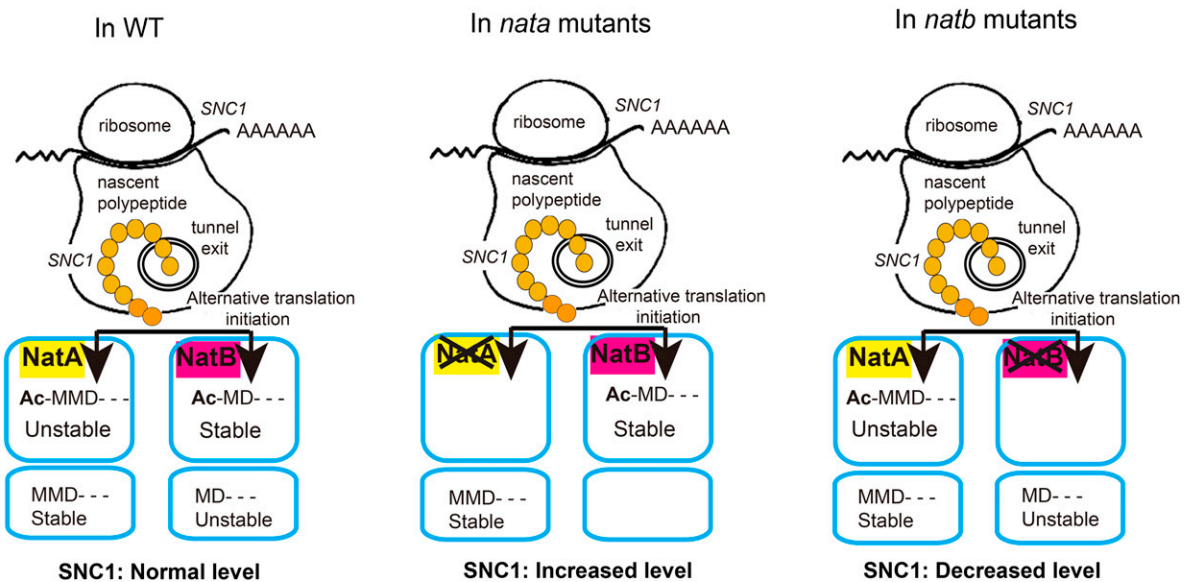 In WT
SNC1
ribosome
AAAAAA
nascent
polypeptide
tunnel
exit
SNC1
Alternative translation
initiation
NatA
NatB
Ac-MMD- - -
Unstable
Ac-MD- - -
Stable
MMD- - -
Stable
MD- - -
Unstable
SNC1: Normal level
In nata mutants
SNC1
ribosome
AAAAAA
nascent
polypeptide
tunnel
exit
SNC1
Alternative translation
initiation
NatA
NatB
Ac-MD- - -
Stable
MMD- - -
Stable
SNC1: Increased level
In natb mutants
SNC1
ribosome
AAAAAA
nascent
polypeptide
tunnel
exit
SNC1
Alternative translation
initiation
NatA
NatB
Ac-MMD- - -
Unstable
MMD- - -
Stable
MD- - -
Unstable
SNC1: Decreased level